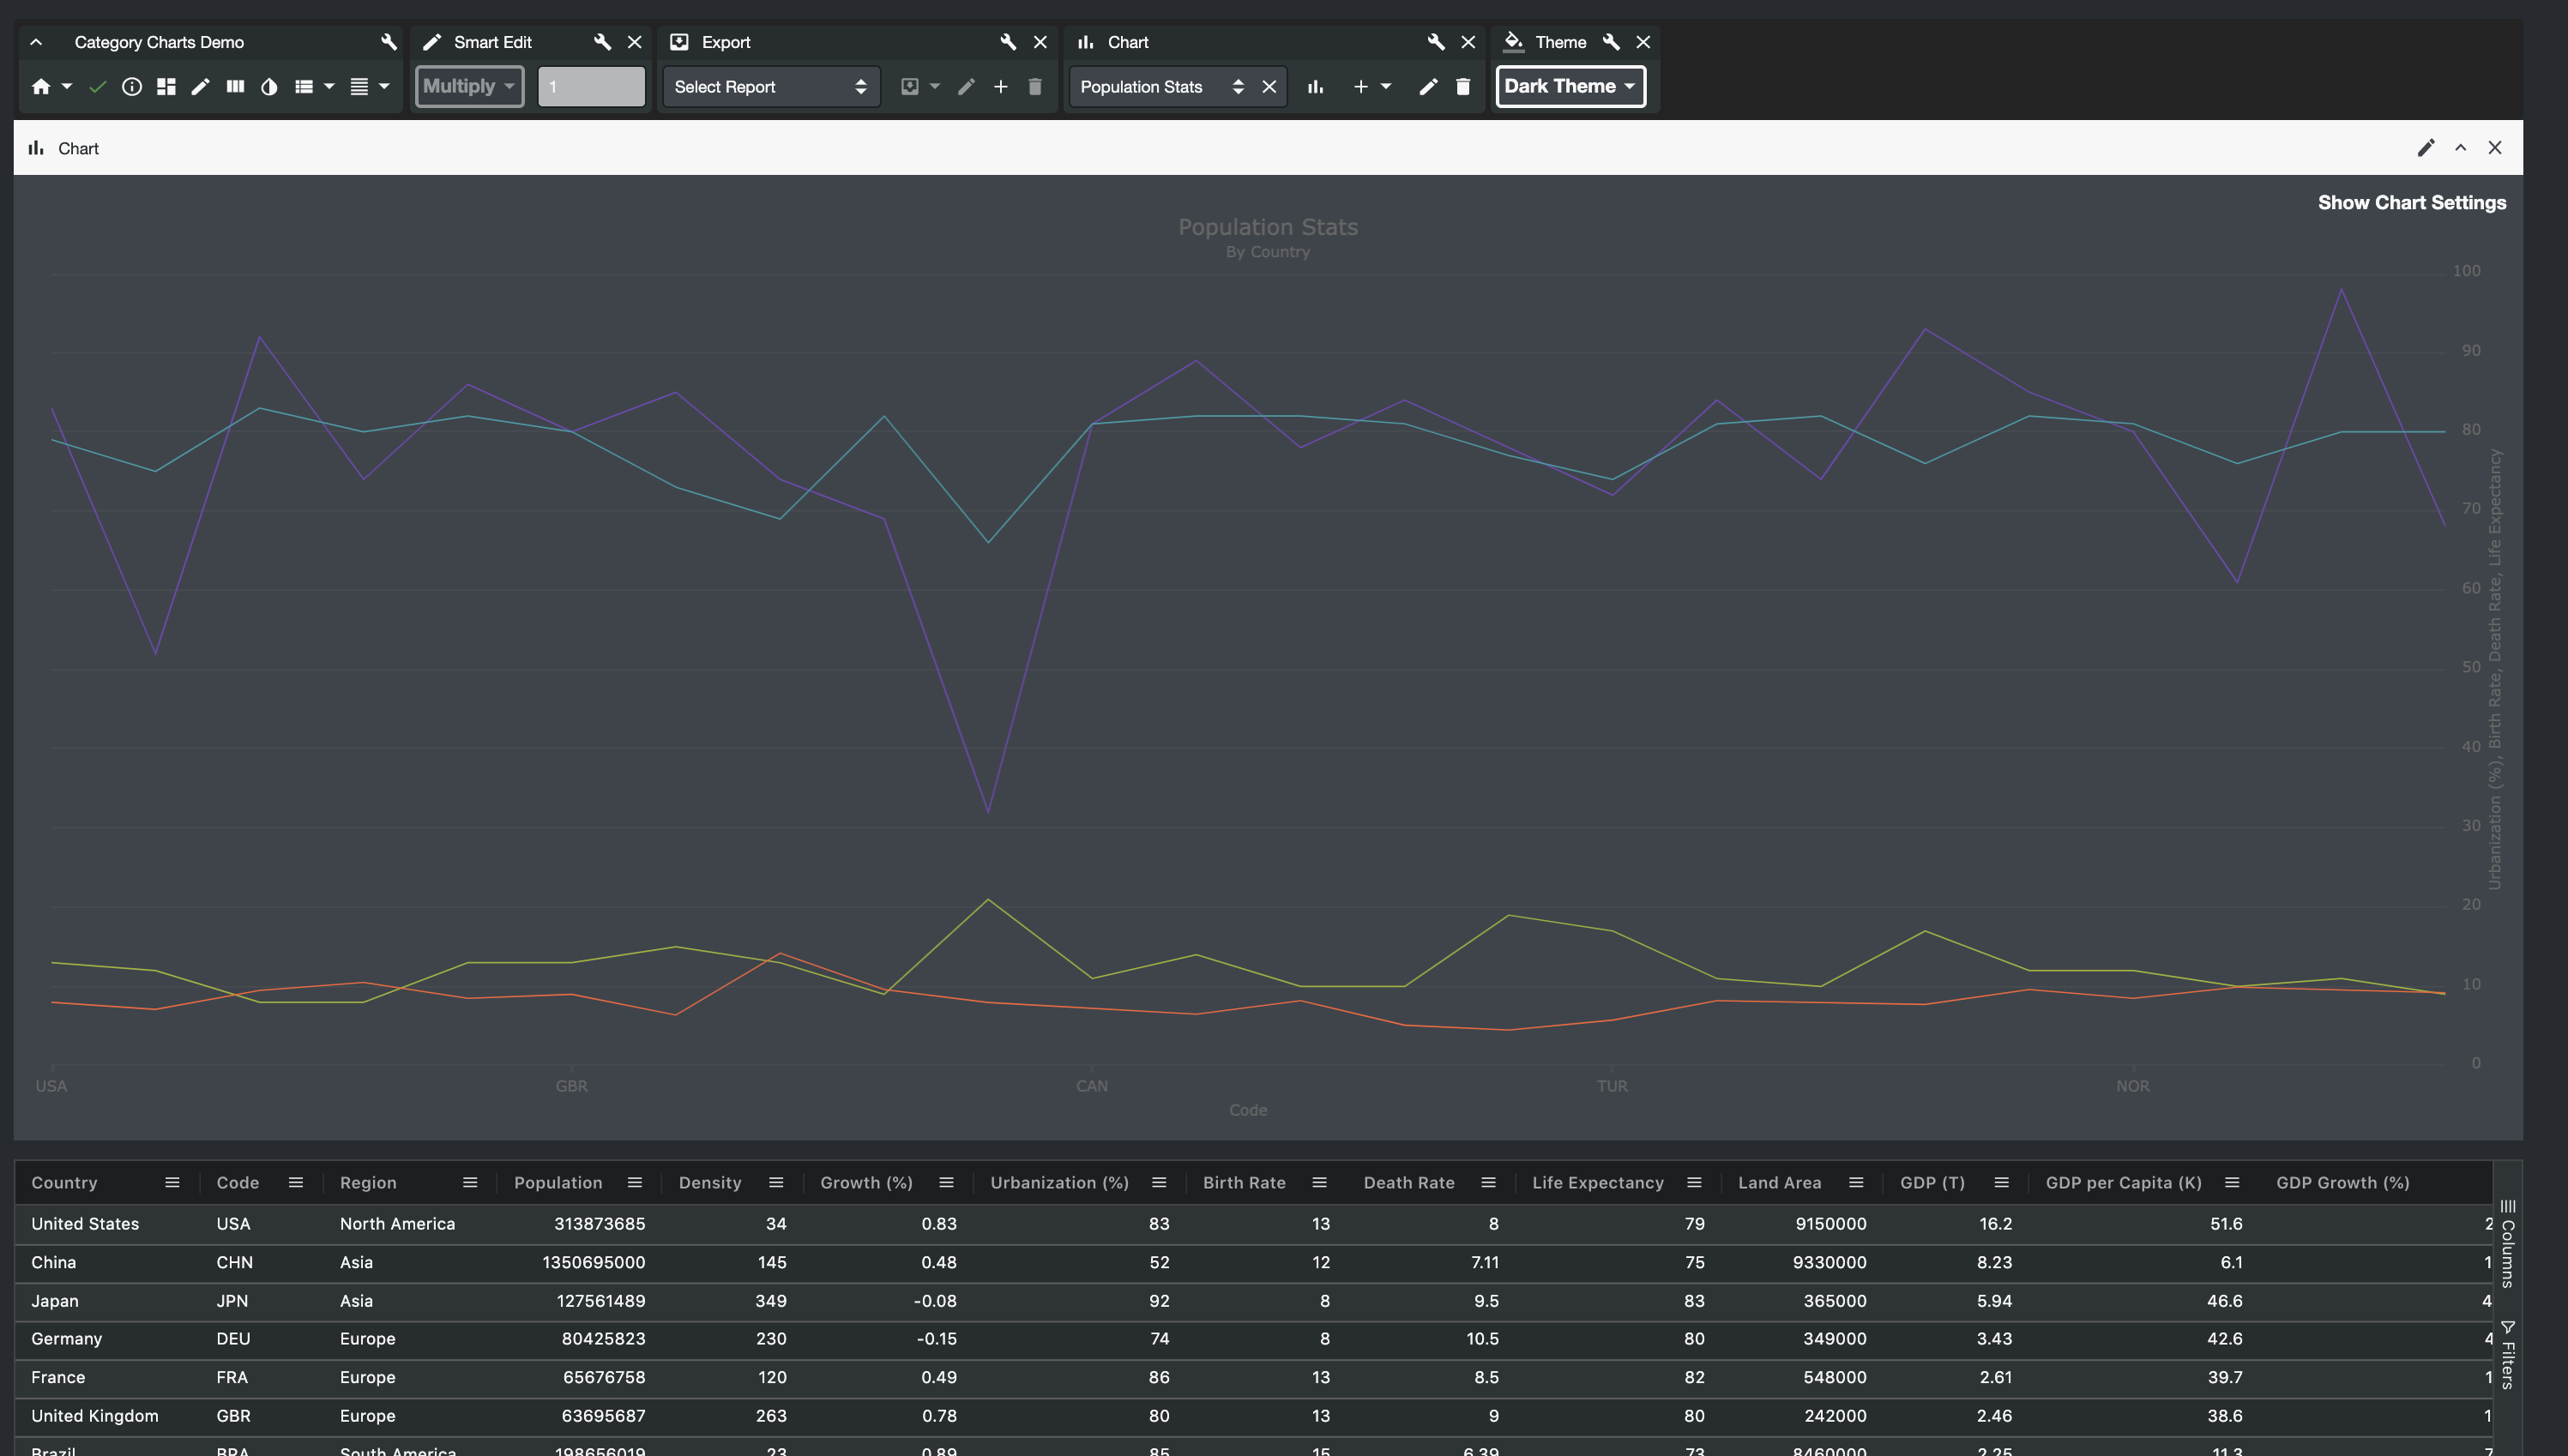 Category Charts Demo
Smart Edit
Export
Chart
Theme
Multiply
1
Select Report
Population Stats
Dark Theme
Chart
Show Chart Settings
Population Stats
By Country
100
90
80
70
60
50
40
30
20
10
0
Urbanization (%), Birth Rate, Death Rate, Life Expectancy
USA GBR CAN TUR NOR
Code
Country Code Region Population Density Growth (%) Urbanization (%) Birth Rate Death Rate Life Expectancy Land Area GDP (T) GDP per Capita (K) GDP Growth (%)
United States USA North America 313873685 34 0.83 83 13 8 79 9150000 16.2 51.6 2
China CHN Asia 1350695000 145 0.48 52 12 7.11 75 9330000 8.23 6.1 1
Japan JPN Asia 127561489 349 -0.08 92 8 9.5 83 365000 5.94 46.6 4
Germany DEU Europe 80425823 230 -0.15 74 8 10.5 80 349000 3.43 42.6 4
France FRA Europe 65676758 120 0.49 86 13 8.5 82 548000 2.61 39.7 1
United Kingdom GBR Europe 63695687 263 0.78 80 13 9 80 242000 2.46 38.6 1
Brazil BRA South America 198656019 23 0.89 85 15 6.39 73 8460000 2.25 11.3 7
Columns
Filters